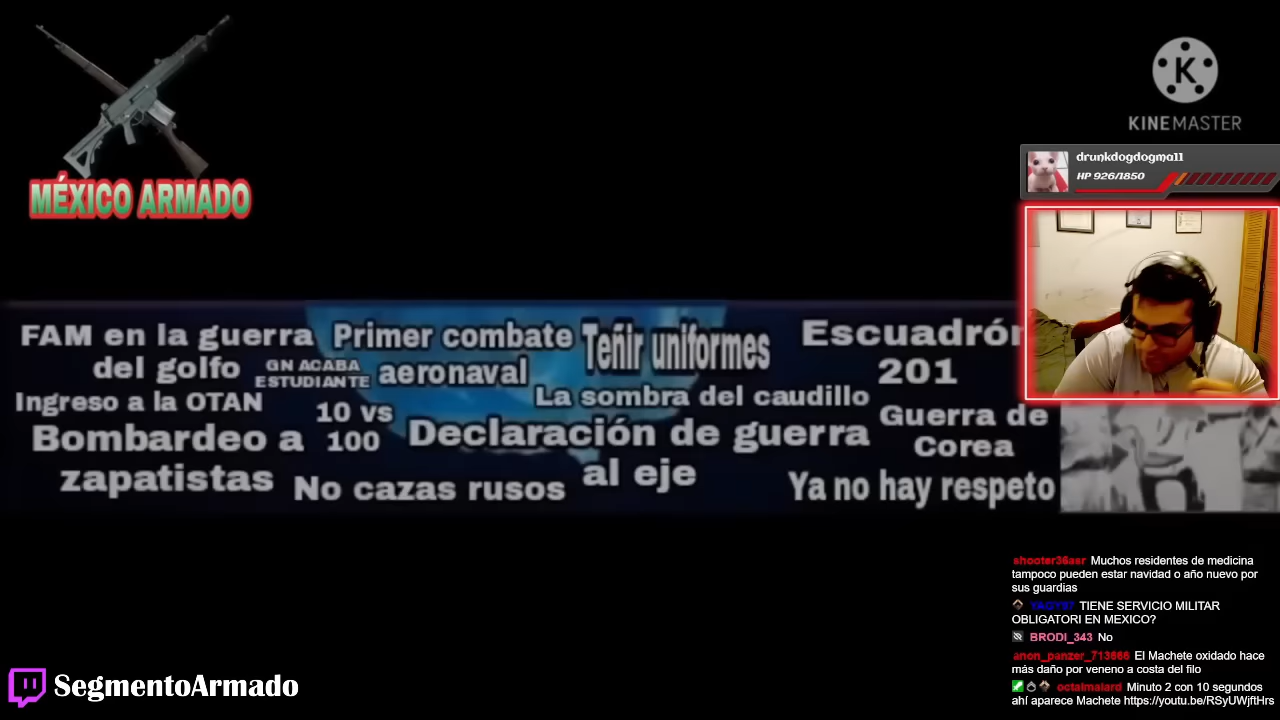 KINEMASTER
drunkdogdogmall
HP 926/1850
MÉXICO ARMADO
FAM en la guerra
del golfo
Primer combate
aeronaval
GN ACABA
ESTUDIANTE
Teñir uniformes
Escuadrón
201
Ingreso a la OTAN
La sombra del caudillo
10 vs
100
Guerra de
Corea
Bombardeo a
zapatistas
Declaración de guerra
al eje
No cazas rusos
Ya no hay respeto
shooter36asr Muchos residentes de medicina
tampoco pueden estar navidad o año nuevo por
sus guardias
TIENE SERVICIO MILITAR
OBLIGATORI EN MEXICO?
BRODI_343 No
anon_panzer_713666 El Machete oxidado hace
más daño por veneno a costa del filo
octalmalard Minuto 2 con 10 segundos
ahí aparece Machete https://youtu.be/RSyUWjftHrs
SegmentoArmado